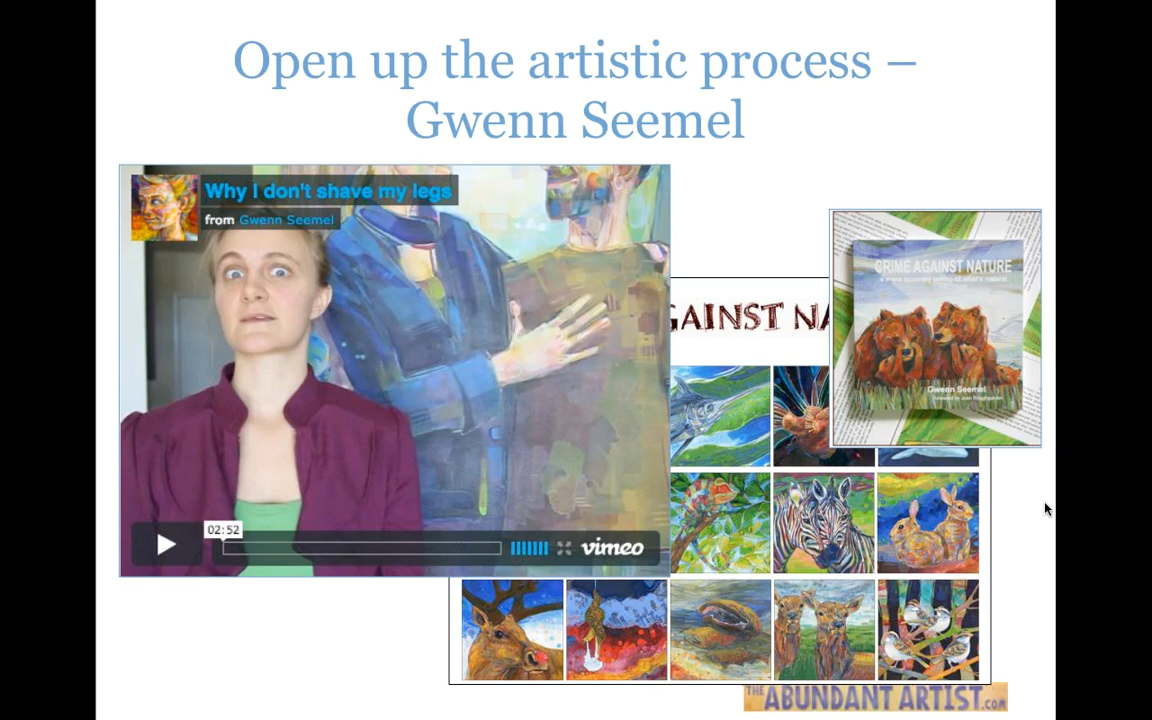 Open up the artistic process –
Gwenn Seemel
Why I don't shave my legs
from Gwenn Seemel
CRIME AGAINST NATURE
Gwenn Seemel
GAINST NA
02:52
vimeo
THE ABUNDANT ARTIST.COM